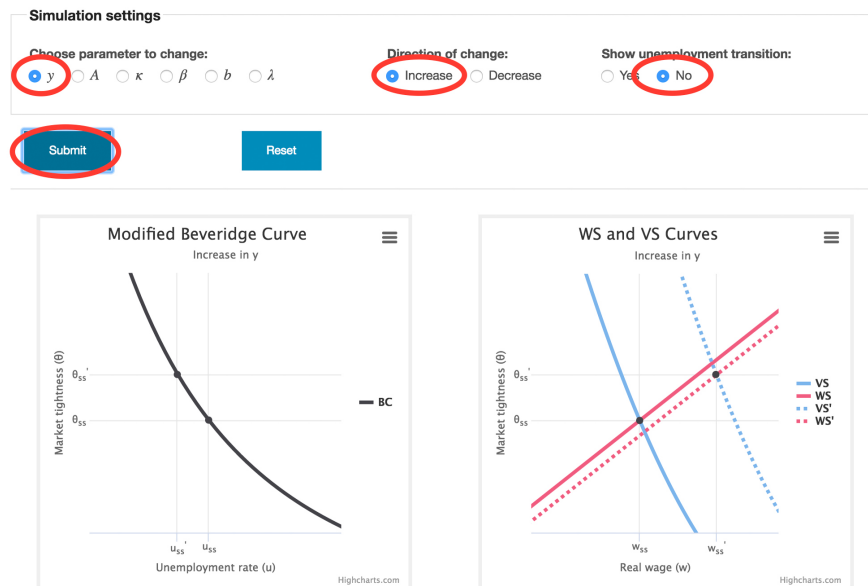 Simulation settings
Choose parameter to change: Direction of change: Show unemployment transition:
y A κ β b λ Increase Decrease Yes No
Submit Reset
Modified Beveridge Curve
Increase in y
Market tightness (θ)
θss'
θss
BC
uss' uss
Unemployment rate (u)
Highcharts.com
WS and VS Curves
Increase in y
Market tightness (θ)
θss'
θss
VS
WS
VS'
WS'
wss wss'
Real wage (w)
Highcharts.com